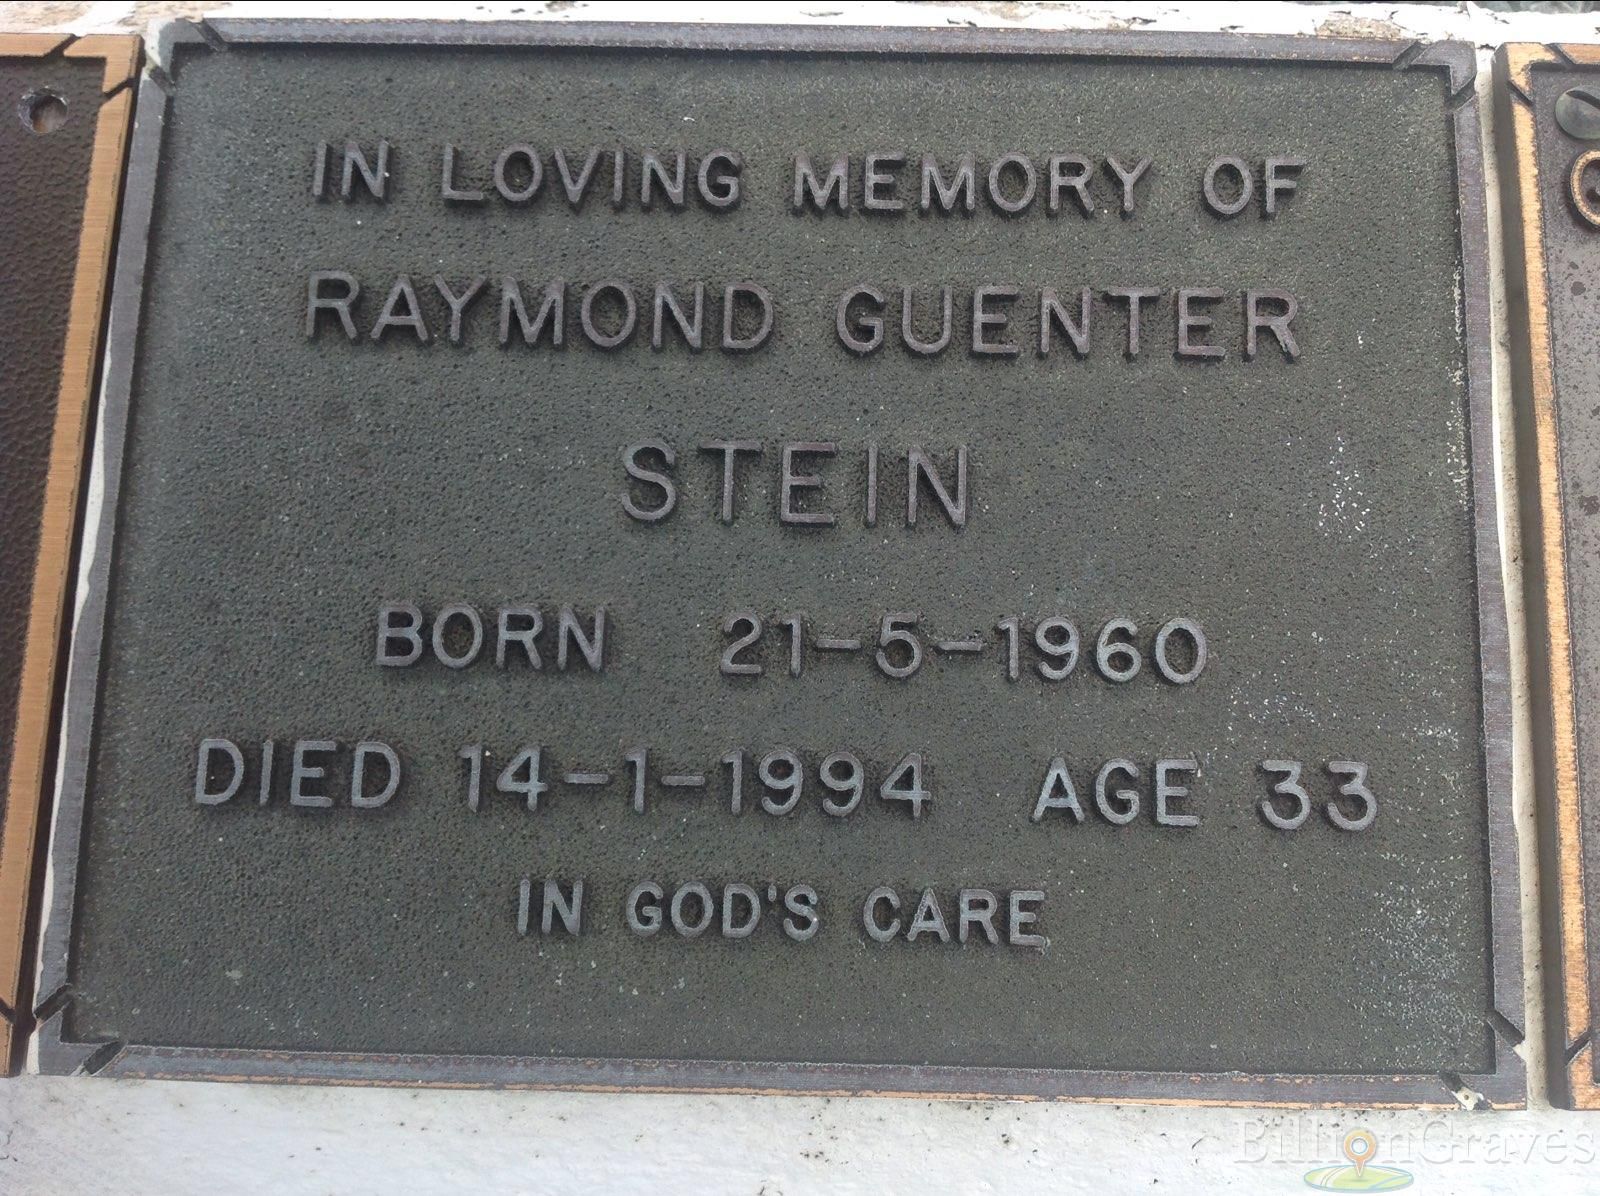 IN LOVING MEMORY OF
RAYMOND GUENTER
STEIN
BORN 21-5-1960
DIED 14-1-1994 AGE 33
IN GOD'S CARE
BillionGraves